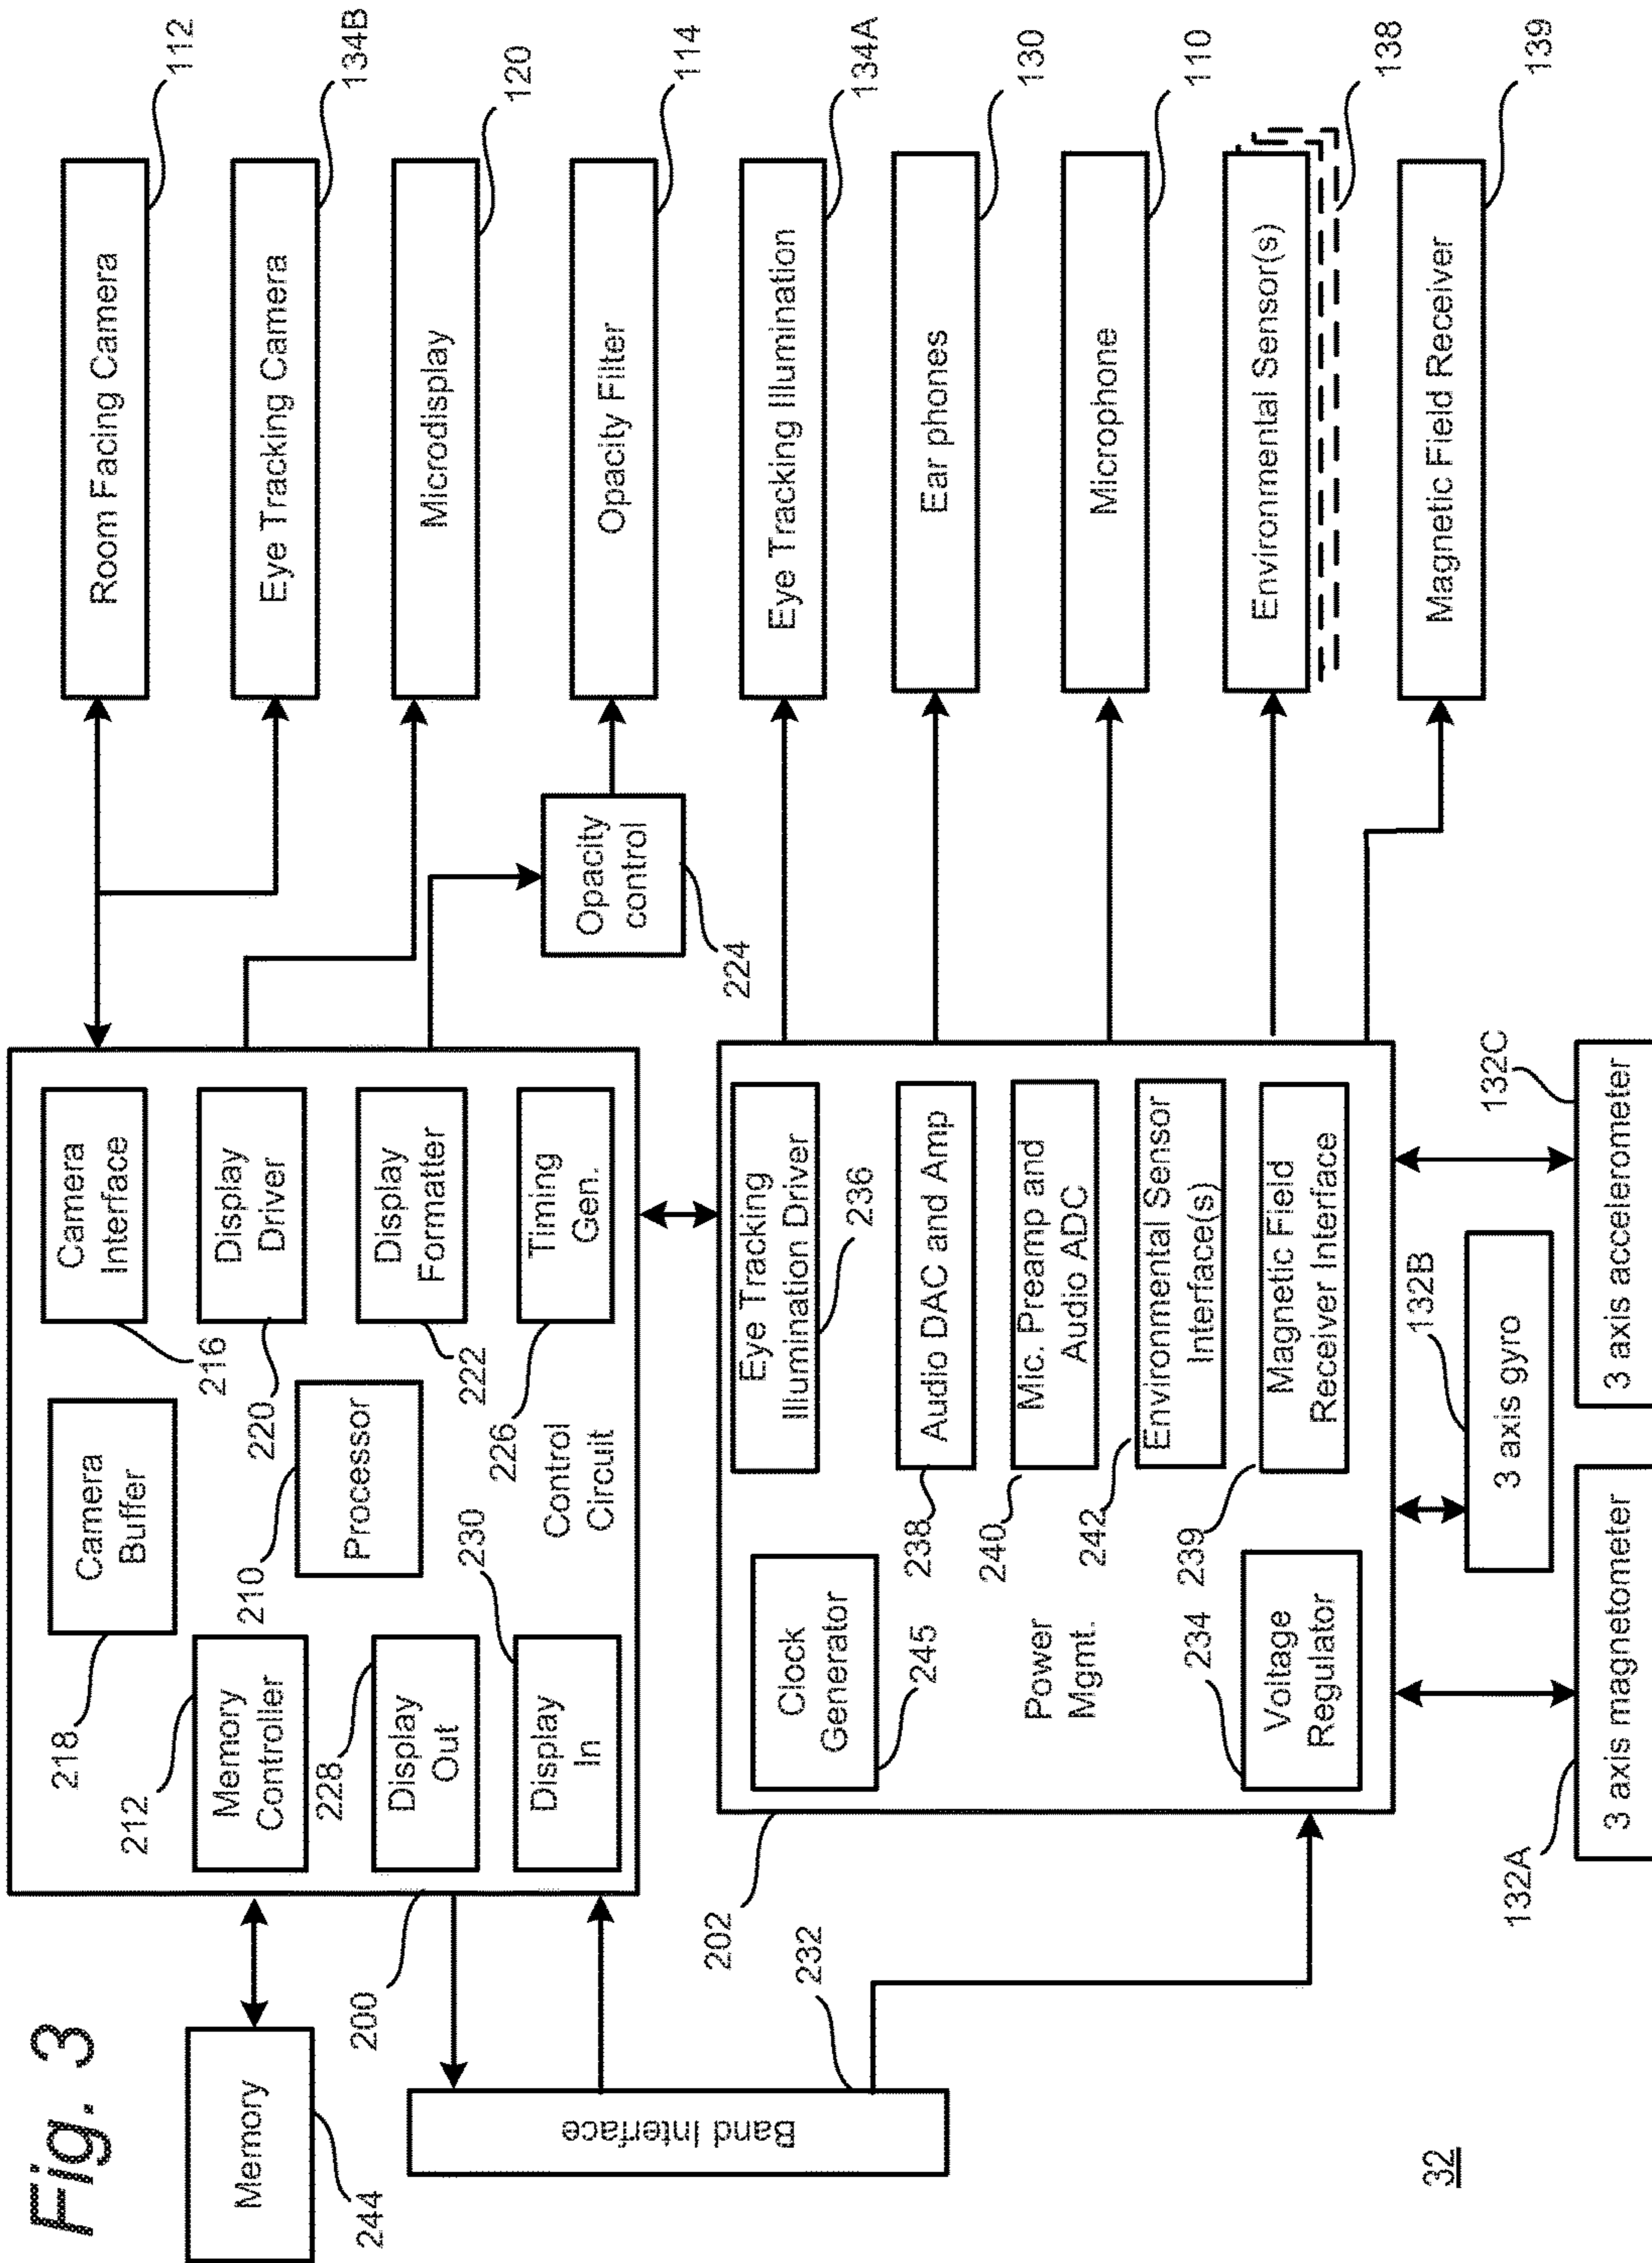 Fig. 3
Room Facing Camera
112
Eye Tracking Camera
134B
Microdisplay
120
Opacity Filter
114
Eye Tracking Illumination
134A
Ear phones
130
Microphone
110
Environmental Sensor(s)
138
Magnetic Field Receiver
139
Opacity
control
224
Camera
Interface
216
Display
Driver
220
Display
Formatter
222
Timing
Gen.
226
Camera
Buffer
218
Processor
210
Control
Circuit
Memory
Controller
212
Display
Out
228
Display
In
230
200
Memory
244
Band Interface
232
Eye Tracking
Illumination Driver
236
Audio DAC and Amp
238
Mic. Preamp and
Audio ADC
240
Environmental Sensor
Interface(s)
242
Magnetic Field
Receiver Interface
239
Clock
Generator
245
Power
Mgmt.
Voltage
Regulator
234
202
3 axis magnetometer
132A
3 axis gyro
132B
3 axis accelerometer
132C
32